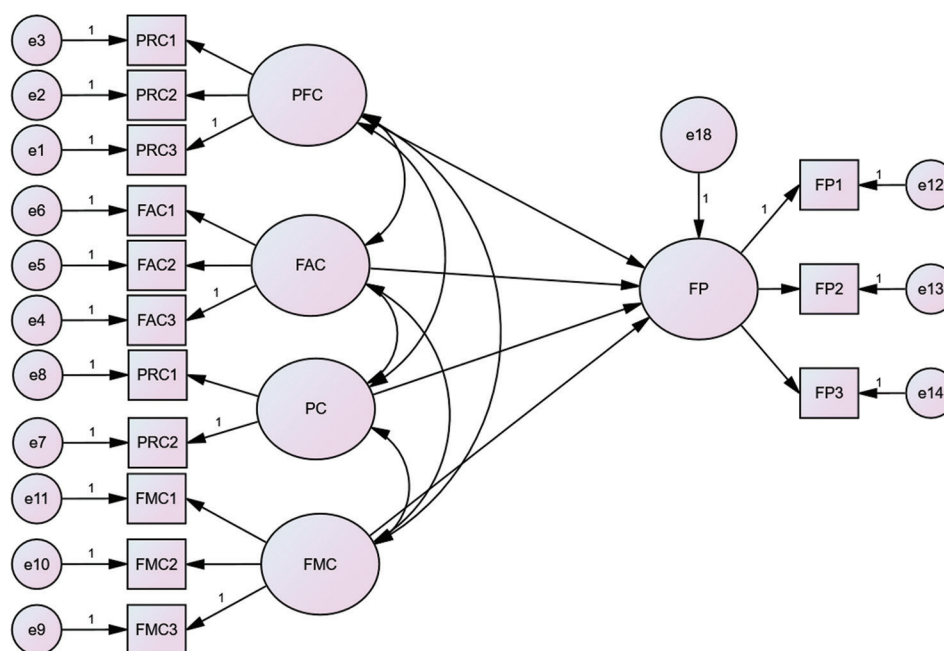 e3 1 PRC1
e2 1 PRC2
e1 1 PRC3 1
PFC
e6 1 FAC1
e5 1 FAC2
e4 1 FAC3 1
FAC
e8 1 PRC1
e7 1 PRC2 1
PC
e11 1 FMC1
e10 1 FMC2
e9 1 FMC3 1
FMC
e18
1
FP
1 FP1 1 e12
FP2 1 e13
FP3 1 e14